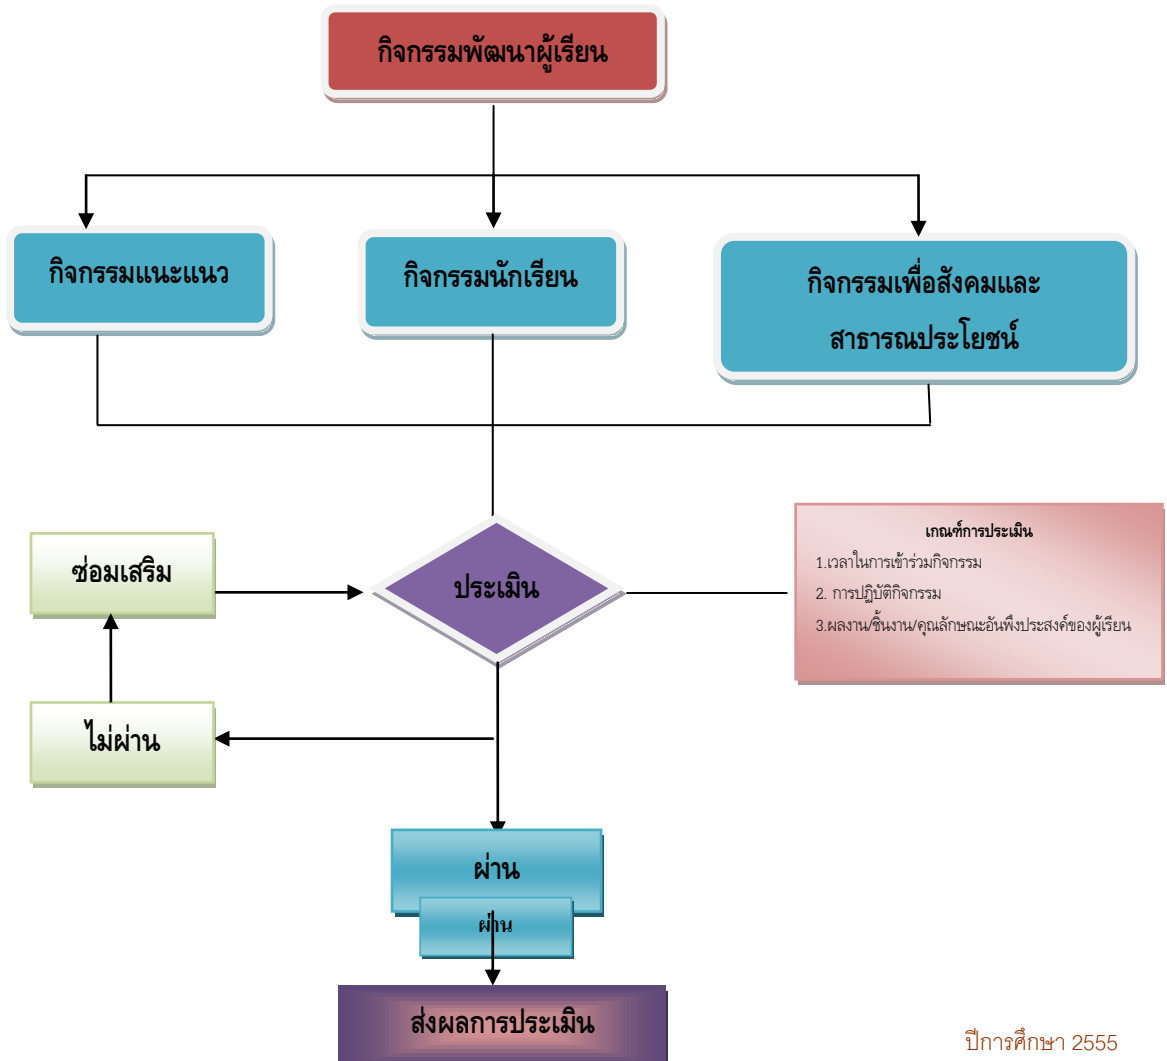 กิจกรรมพัฒนาผู้เรียน
กิจกรรมแนะแนว
กิจกรรมนักเรียน
กิจกรรมเพื่อสังคมและ
สาธารณประโยชน์
เกณฑ์การประเมิน
1.เวลาในการเข้าร่วมกิจกรรม
2. การปฏิบัติกิจกรรม
3.ผลงาน/ชิ้นงาน/คุณลักษณะอันพึงประสงค์ของผู้เรียน
ซ่อมเสริม
ประเมิน
ไม่ผ่าน
ผ่าน
ผ่าน
ส่งผลการประเมิน
ปีการศึกษา 2555